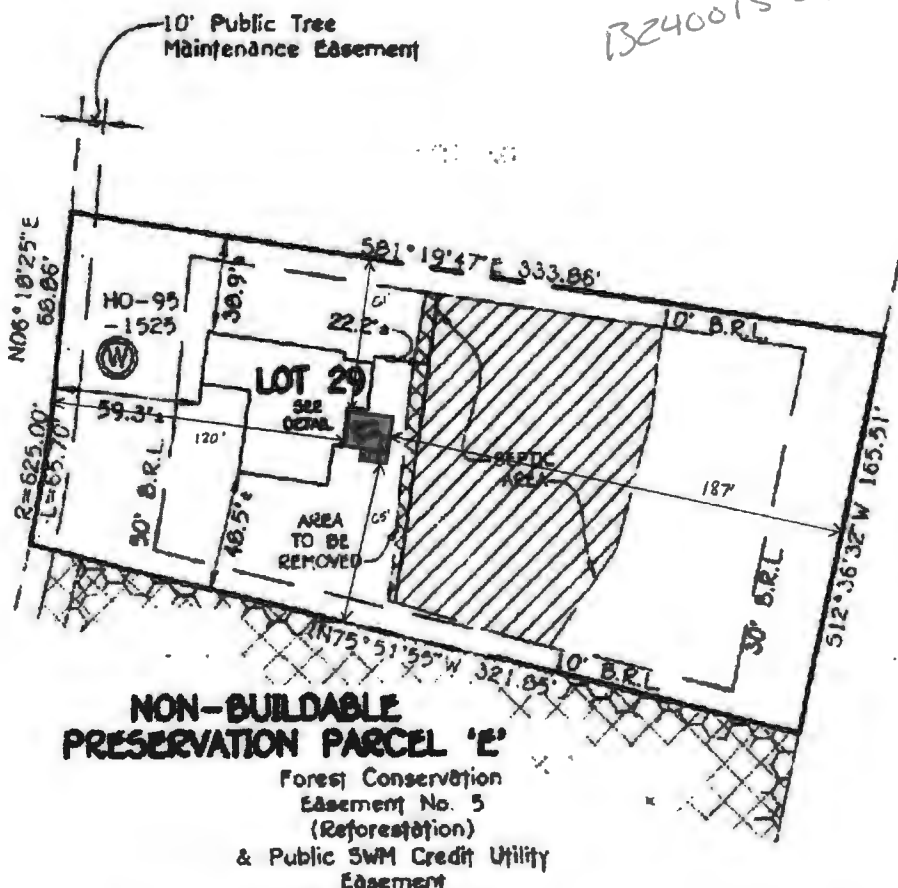 10' Public Tree
Maintenance Easement
N06°18'25"E
68.86'
HO-95
-1525
W
38.9'±
S81°19'47"E 333.86'
61'
22.2'±
10' B.R.L.
LOT 29
SEE
DETAIL
59.3'±
120'
R=625.00'
L=65.70'
50' B.R.L.
48.5'±
AREA
TO BE
REMOVED
65'
SEPTIC
AREA
187'
30' B.R.L.
S12°36'32"W 165.51'
N75°51'55"W 321.85'
10' B.R.L.
NON-BUILDABLE
PRESERVATION PARCEL 'E'
Forest Conservation
Easement No. 5
(Reforestation)
& Public SWM Credit Utility
Easement